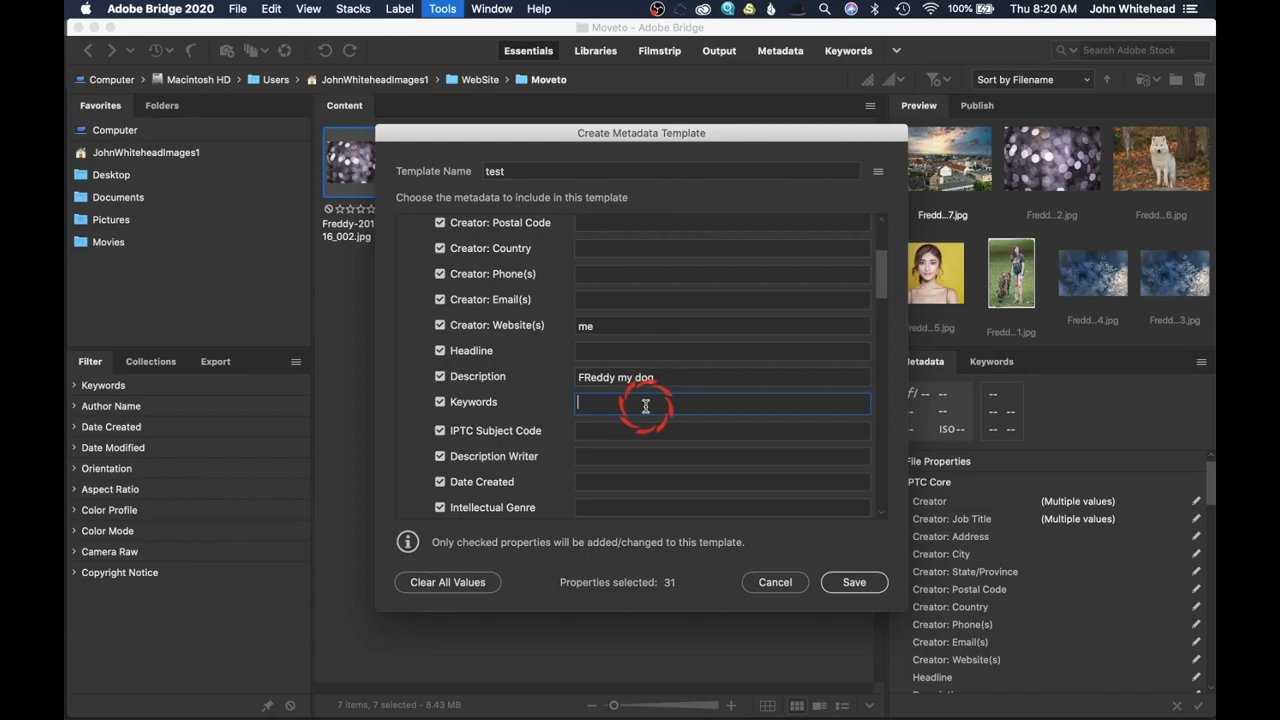 Adobe Bridge 2020 File Edit View Stacks Label Tools Window Help 100% Thu 8:20 AM John Whitehead
Moveto - Adobe Bridge
Essentials Libraries Filmstrip Output Metadata Keywords Search Adobe Stock
Computer Macintosh HD Users JohnWhiteheadImages1 WebSite Moveto Sort by Filename
Favorites Folders
Computer
JohnWhiteheadImages1
Desktop
Documents
Pictures
Movies
Filter Collections Export
Keywords
Author Name
Date Created
Date Modified
Orientation
Aspect Ratio
Color Profile
Color Mode
Camera Raw
Copyright Notice
Content
Freddy-201
16_002.jpg
Create Metadata Template
Template Name test
Choose the metadata to include in this template
Creator: Postal Code
Creator: Country
Creator: Phone(s)
Creator: Email(s)
Creator: Website(s) me
Headline
Description FReddy my dog
Keywords
IPTC Subject Code
Description Writer
Date Created
Intellectual Genre
Only checked properties will be added/changed to this template.
Clear All Values Properties selected: 31 Cancel Save
7 items, 7 selected - 8.43 MB
Preview Publish
Fredd...7.jpg Fredd...2.jpg Fredd...6.jpg
...5.jpg Fredd...1.jpg Fredd...4.jpg Fredd...3.jpg
etadata Keywords
f/ -- --
-- --
-- ISO-- --
File Properties
PTC Core
Creator (Multiple values)
Creator: Job Title (Multiple values)
Creator: Address
Creator: City
Creator: State/Province
Creator: Postal Code
Creator: Country
Creator: Phone(s)
Creator: Email(s)
Creator: Website(s)
Headline